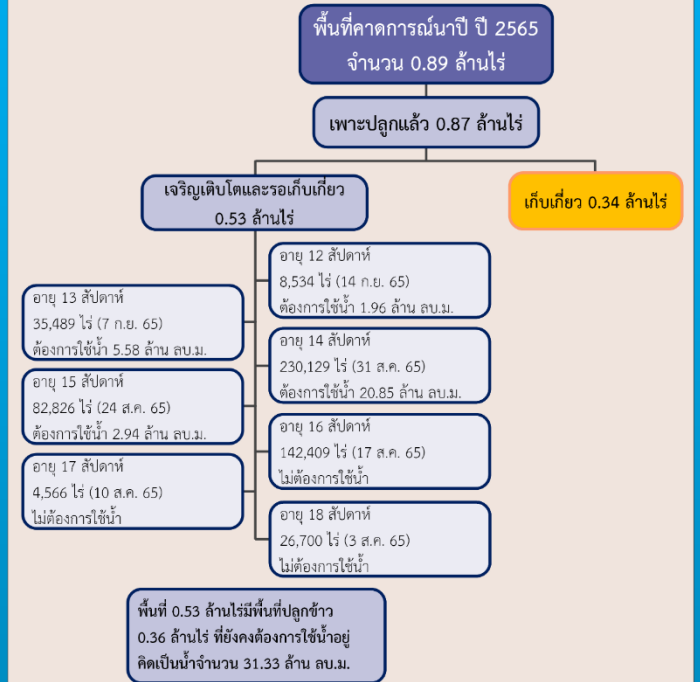 พื้นที่คาดการณ์นาปี ปี 2565
จำนวน 0.89 ล้านไร่
เพาะปลูกแล้ว 0.87 ล้านไร่
เจริญเติบโตและรอเก็บเกี่ยว
0.53 ล้านไร่
เก็บเกี่ยว 0.34 ล้านไร่
อายุ 12 สัปดาห์
8,534 ไร่ (14 ก.ย. 65)
ต้องการใช้น้ำ 1.96 ล้าน ลบ.ม.
อายุ 13 สัปดาห์
35,489 ไร่ (7 ก.ย. 65)
ต้องการใช้น้ำ 5.58 ล้าน ลบ.ม.
อายุ 14 สัปดาห์
230,129 ไร่ (31 ส.ค. 65)
ต้องการใช้น้ำ 20.85 ล้าน ลบ.ม.
อายุ 15 สัปดาห์
82,826 ไร่ (24 ส.ค. 65)
ต้องการใช้น้ำ 2.94 ล้าน ลบ.ม.
อายุ 16 สัปดาห์
142,409 ไร่ (17 ส.ค. 65)
ไม่ต้องการใช้น้ำ
อายุ 17 สัปดาห์
4,566 ไร่ (10 ส.ค. 65)
ไม่ต้องการใช้น้ำ
อายุ 18 สัปดาห์
26,700 ไร่ (3 ส.ค. 65)
ไม่ต้องการใช้น้ำ
พื้นที่ 0.53 ล้านไร่มีพื้นที่ปลูกข้าว
0.36 ล้านไร่ ที่ยังคงต้องการใช้น้ำอยู่
คิดเป็นน้ำจำนวน 31.33 ล้าน ลบ.ม.